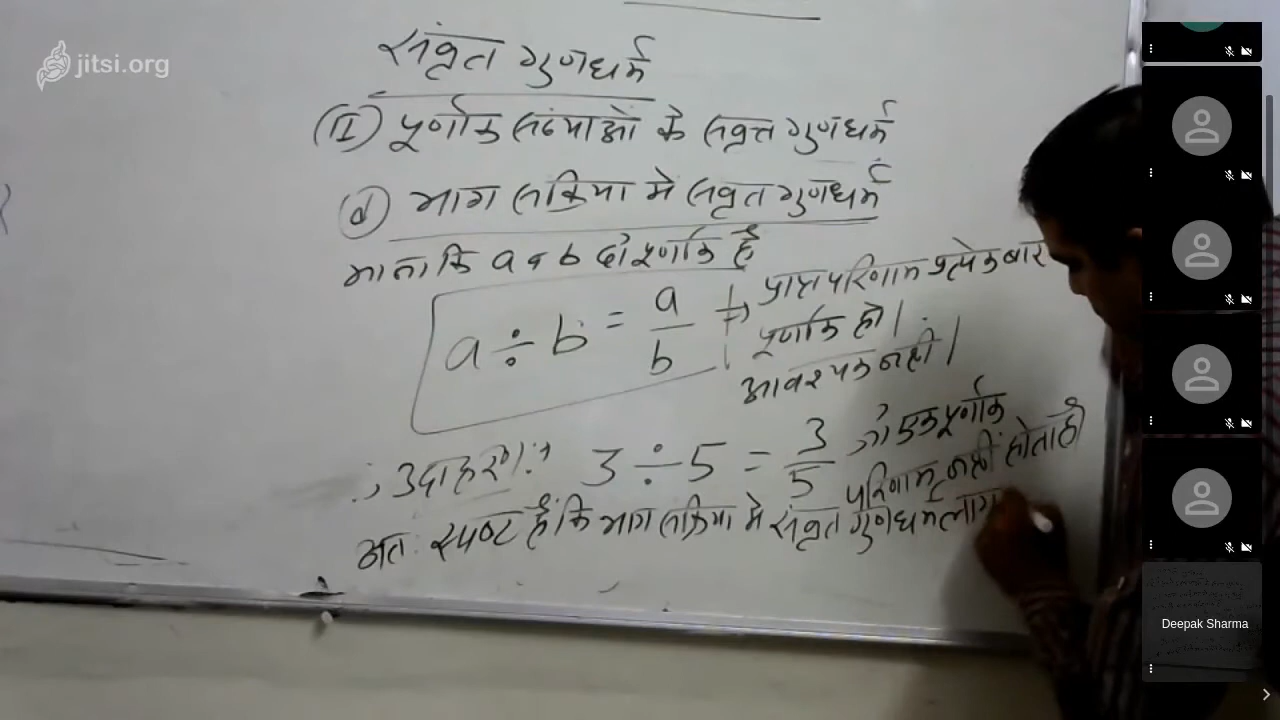 jitsi.org
संवृत गुणधर्म
(II) पूर्णांक संख्याओं के संवृत्त गुणधर्म
(d) भाग संक्रिया मे संवृत गुणधर्म
माना कि a व b दो पूर्णांक है
a ÷ b = a/b → प्राप्त परिणाम प्रत्येक बार
पूर्णांक हो।
आवश्यक नही।
उदाहरण :→ 3 ÷ 5 = 3/5 जो एक पूर्णांक
परिणाम नहीं होता है
अतः स्पष्ट है कि भाग संक्रिया मे संवृत गुणधर्म लाग
Deepak Sharma